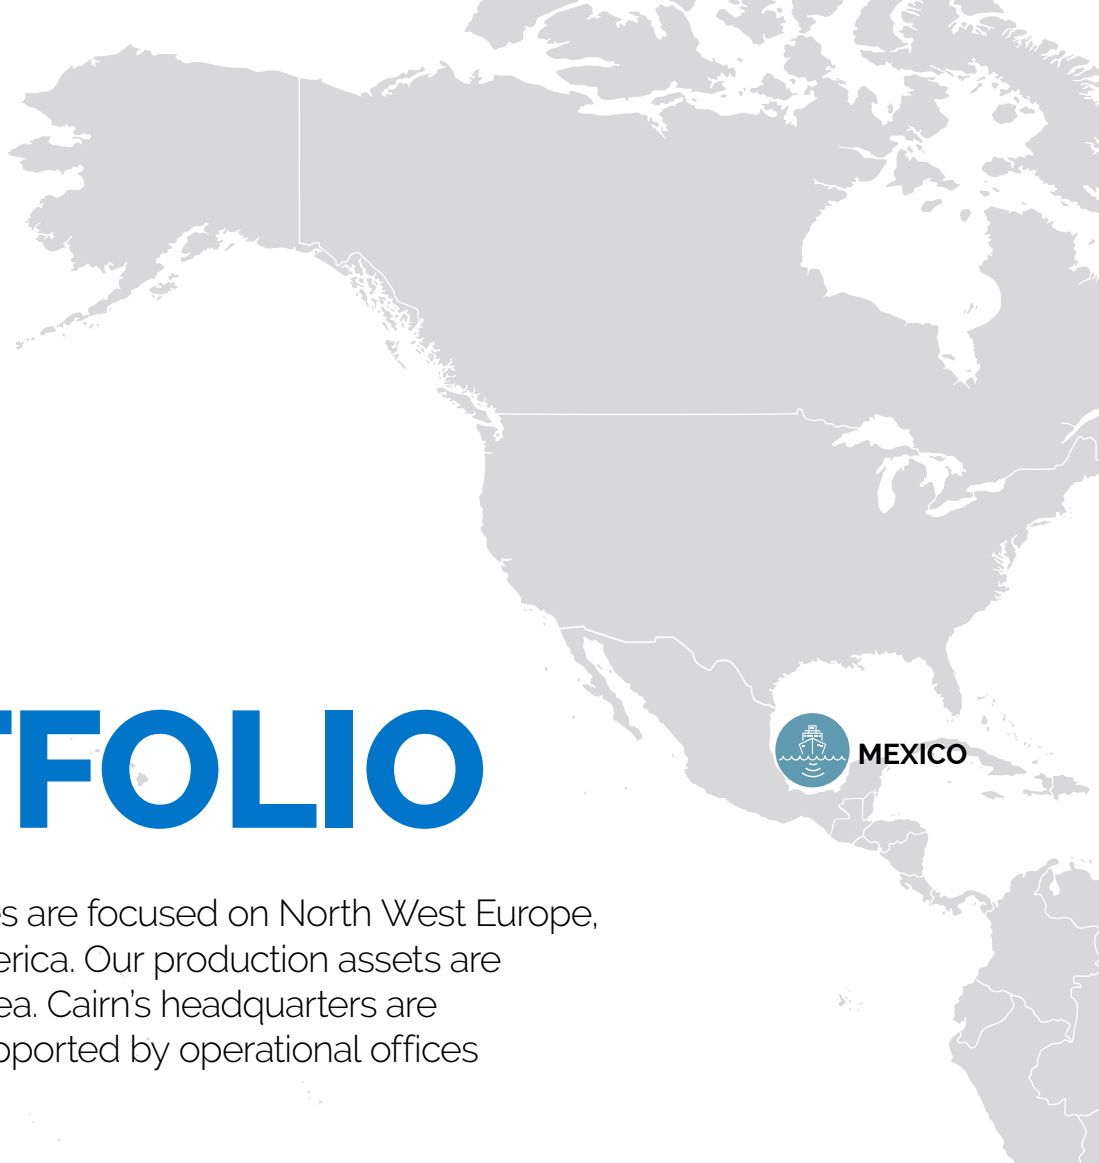 MEXICO
TFOLIO
es are focused on North West Europe,
erica. Our production assets are
ea. Cairn's headquarters are
pported by operational offices